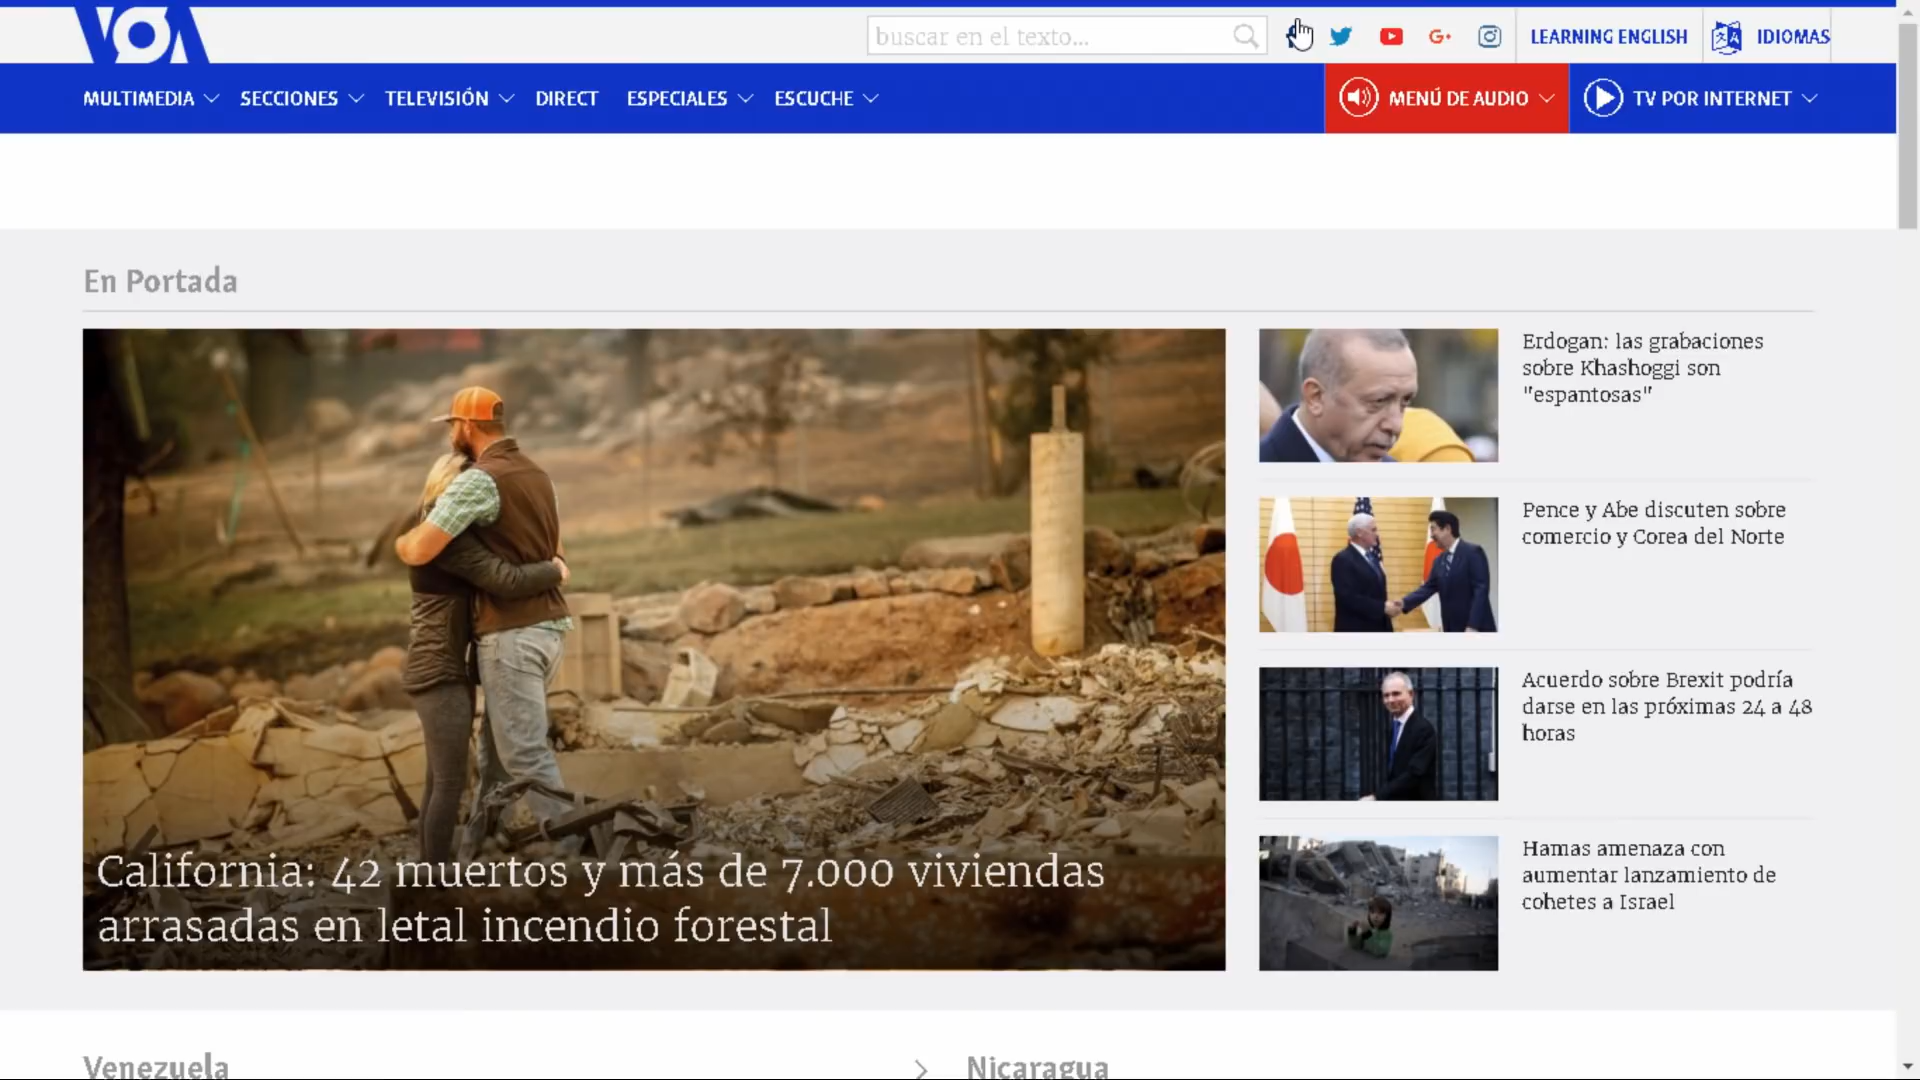 VOA
buscar en el texto...
G+
LEARNING ENGLISH
IDIOMAS
MULTIMEDIA
SECCIONES
TELEVISIÓN
DIRECT
ESPECIALES
ESCUCHE
MENÚ DE AUDIO
TV POR INTERNET
En Portada
California: 42 muertos y más de 7.000 viviendas
arrasadas en letal incendio forestal
Erdogan: las grabaciones
sobre Khashoggi son
"espantosas"
Pence y Abe discuten sobre
comercio y Corea del Norte
Acuerdo sobre Brexit podría
darse en las próximas 24 a 48
horas
Hamas amenaza con
aumentar lanzamiento de
cohetes a Israel
Venezuela
Nicaragua